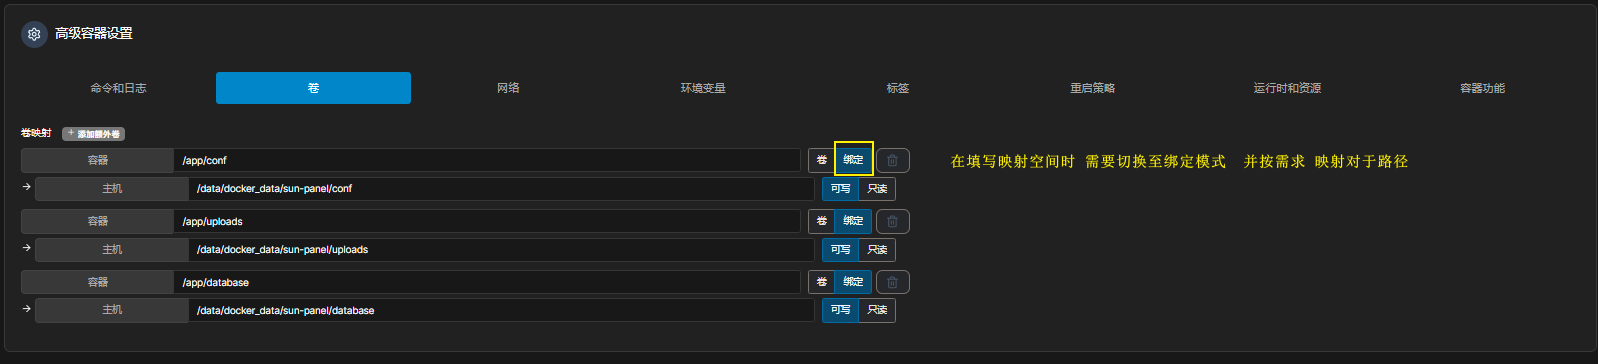 高级容器设置
命令和日志 卷 网络 环境变量 标签 重启策略 运行时和资源 容器功能
卷映射 + 添加额外卷
容器 /app/conf 卷 绑定 在填写映射空间时 需要切换至绑定模式 并按需求 映射对于路径
→ 主机 /data/docker_data/sun-panel/conf 可写 只读
容器 /app/uploads 卷 绑定
→ 主机 /data/docker_data/sun-panel/uploads 可写 只读
容器 /app/database 卷 绑定
→ 主机 /data/docker_data/sun-panel/database 可写 只读